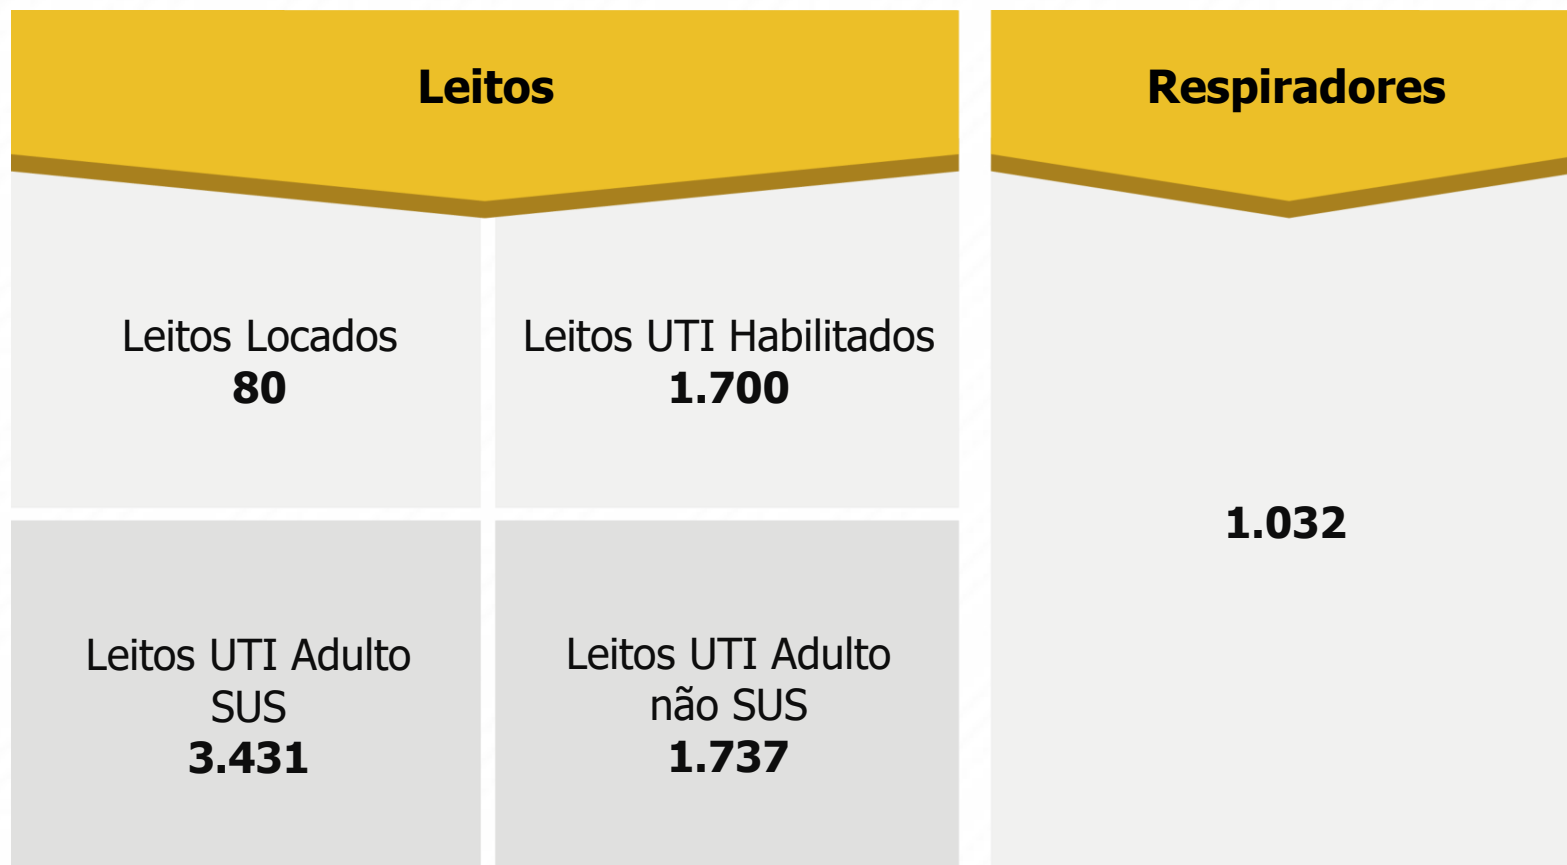 Leitos
Leitos Locados
80
Leitos UTI Habilitados
1.700
Leitos UTI Adulto
SUS
3.431
Leitos UTI Adulto
não SUS
1.737
Respiradores
1.032